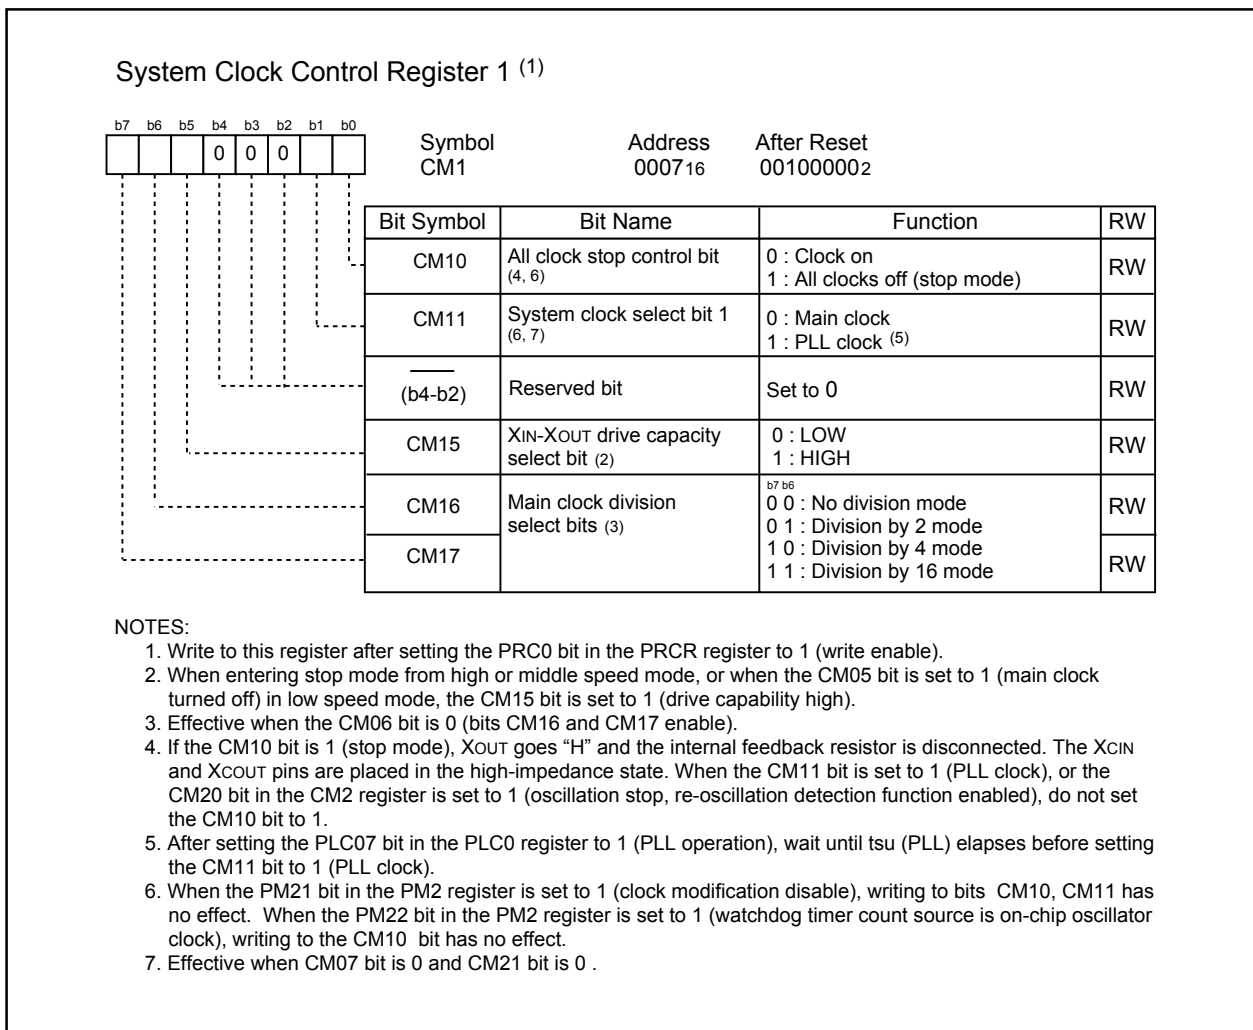 System Clock Control Register 1 (1)
b7 b6 b5 b4 b3 b2 b1 b0
0 0 0
Symbol Address After Reset
CM1 000716 001000002
Bit Symbol Bit Name Function RW
CM10 All clock stop control bit (4, 6) 0 : Clock on RW
1 : All clocks off (stop mode)
CM11 System clock select bit 1 (6, 7) 0 : Main clock RW
1 : PLL clock (5)
(b4-b2) Reserved bit Set to 0 RW
CM15 XIN-XOUT drive capacity 0 : LOW RW
select bit (2) 1 : HIGH
b7 b6
CM16 Main clock division 0 0 : No division mode RW
select bits (3) 0 1 : Division by 2 mode
CM17 1 0 : Division by 4 mode RW
1 1 : Division by 16 mode
NOTES:
1. Write to this register after setting the PRC0 bit in the PRCR register to 1 (write enable).
2. When entering stop mode from high or middle speed mode, or when the CM05 bit is set to 1 (main clock
turned off) in low speed mode, the CM15 bit is set to 1 (drive capability high).
3. Effective when the CM06 bit is 0 (bits CM16 and CM17 enable).
4. If the CM10 bit is 1 (stop mode), XOUT goes “H” and the internal feedback resistor is disconnected. The XCIN
and XCOUT pins are placed in the high-impedance state. When the CM11 bit is set to 1 (PLL clock), or the
CM20 bit in the CM2 register is set to 1 (oscillation stop, re-oscillation detection function enabled), do not set
the CM10 bit to 1.
5. After setting the PLC07 bit in the PLC0 register to 1 (PLL operation), wait until tsu (PLL) elapses before setting
the CM11 bit to 1 (PLL clock).
6. When the PM21 bit in the PM2 register is set to 1 (clock modification disable), writing to bits CM10, CM11 has
no effect. When the PM22 bit in the PM2 register is set to 1 (watchdog timer count source is on-chip oscillator
clock), writing to the CM10 bit has no effect.
7. Effective when CM07 bit is 0 and CM21 bit is 0 .